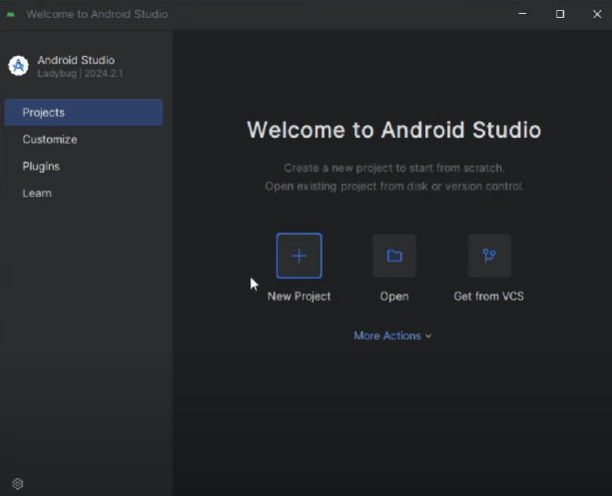 Welcome to Android Studio
Android Studio
Ladybug | 2024.2.1
Projects
Customize
Plugins
Learn
Welcome to Android Studio
Create a new project to start from scratch.
Open existing project from disk or version control.
New Project
Open
Get from VCS
More Actions